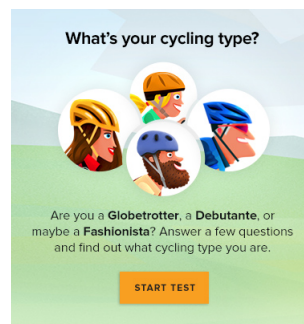 What's your cycling type?
Are you a Globetrotter, a Debutante, or
maybe a Fashionista? Answer a few questions
and find out what cycling type you are.
START TEST